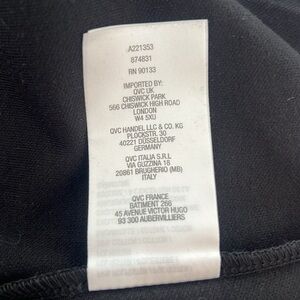 A221353
874831
RN 90133
IMPORTED BY:
QVC UK
CHISWICK PARK
566 CHISWICK HIGH ROAD
LONDON
W4 5XU
QVC HANDEL LLC & CO. KG
PLOCKSTR. 30
40221 DÜSSELDORF
GERMANY
QVC ITALIA S.R.L
VIA GUZZINA 18
20861 BRUGHERIO (MB)
ITALY
QVC FRANCE
BATIMENT 266
45 AVENUE VICTOR HUGO
93 300 AUBERVILLIERS